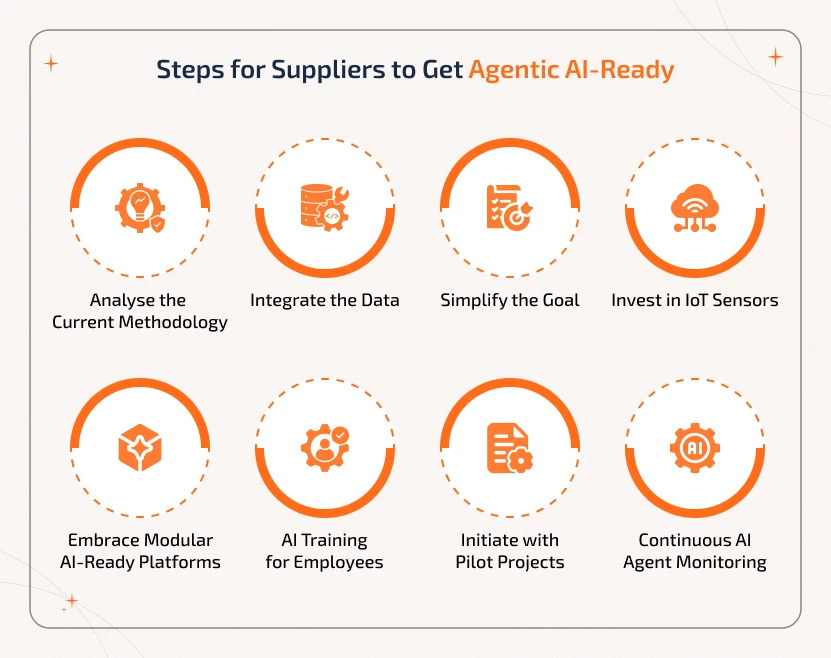 Steps for Suppliers to Get Agentic AI-Ready
Analyse the
Current Methodology
Integrate the Data
Simplify the Goal
Invest in IoT Sensors
Embrace Modular
AI-Ready Platforms
AI Training
for Employees
Initiate with
Pilot Projects
AI
Continuous AI
Agent Monitoring